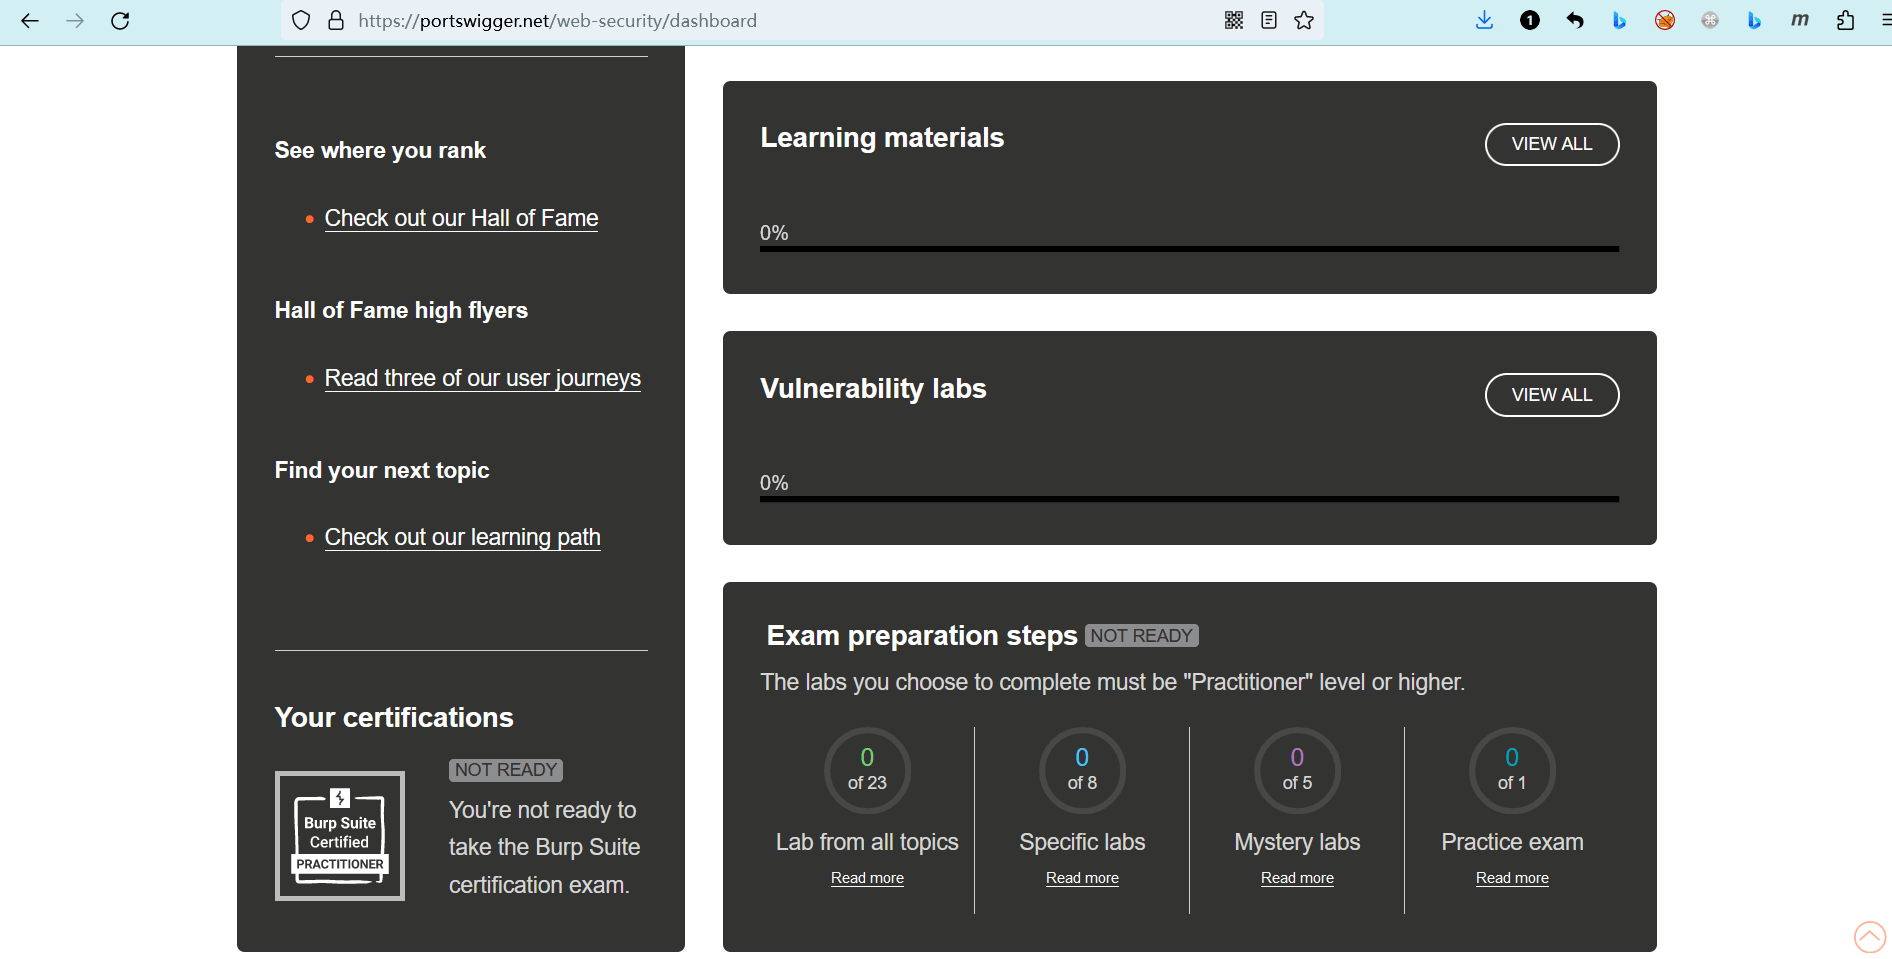 https://portswigger.net/web-security/dashboard
1
m
See where you rank
Check out our Hall of Fame
Hall of Fame high flyers
Read three of our user journeys
Find your next topic
Check out our learning path
Your certifications
Burp Suite
Certified
PRACTITIONER
NOT READY
You're not ready to
take the Burp Suite
certification exam.
Learning materials
VIEW ALL
0%
Vulnerability labs
VIEW ALL
0%
Exam preparation steps NOT READY
The labs you choose to complete must be "Practitioner" level or higher.
0
of 23
Lab from all topics
Read more
0
of 8
Specific labs
Read more
0
of 5
Mystery labs
Read more
0
of 1
Practice exam
Read more